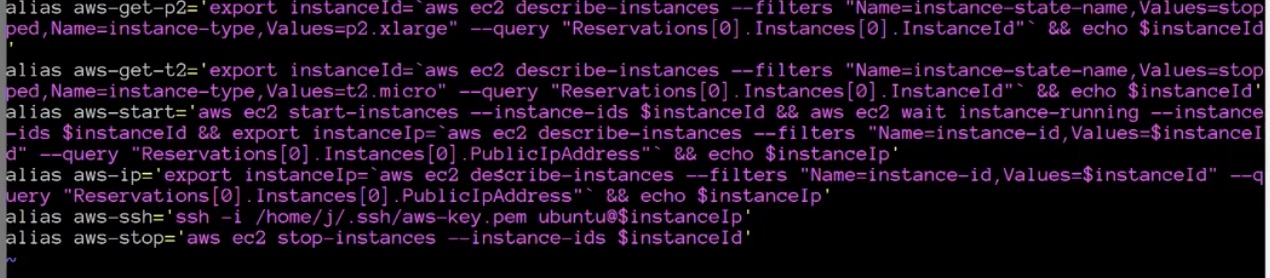 alias aws-get-p2='export instanceId=`aws ec2 describe-instances --filters "Name=instance-state-name,Values=stop
ped,Name=instance-type,Values=p2.xlarge" --query "Reservations[0].Instances[0].InstanceId"` && echo $instanceId
'
alias aws-get-t2='export instanceId=`aws ec2 describe-instances --filters "Name=instance-state-name,Values=stop
ped,Name=instance-type,Values=t2.micro" --query "Reservations[0].Instances[0].InstanceId"` && echo $instanceId'
alias aws-start='aws ec2 start-instances --instance-ids $instanceId && aws ec2 wait instance-running --instance
-ids $instanceId && export instanceIp=`aws ec2 describe-instances --filters "Name=instance-id,Values=$instanceI
d" --query "Reservations[0].Instances[0].PublicIpAddress"` && echo $instanceIp'
alias aws-ip='export instanceIp=`aws ec2 describe-instances --filters "Name=instance-id,Values=$instanceId" --q
uery "Reservations[0].Instances[0].PublicIpAddress"` && echo $instanceIp'
alias aws-ssh='ssh -i /home/j/.ssh/aws-key.pem ubuntu@$instanceIp'
alias aws-stop='aws ec2 stop-instances --instance-ids $instanceId'
~